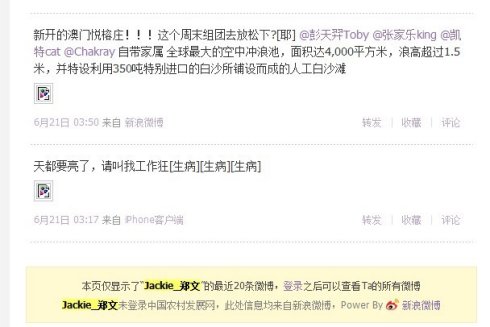 新开的澳门悦榕庄！！！这个周末组团去放松下?[耶] @彭天羿Toby @张家乐king @凯
特cat @Chakray 自带家属 全球最大的空中冲浪池，面积达4,000平方米，浪高超过1.5
米，并特设利用350吨特别进口的白沙所铺设而成的人工白沙滩
6月21日 03:50 来自 新浪微博 转发 | 收藏 | 评论
天都要亮了，请叫我工作狂[生病][生病][生病]
6月21日 03:17 来自 iPhone客户端 转发 | 收藏 | 评论
本页仅显示了"Jackie_郑文"的最近20条微博，登录之后可以查看Ta的所有微博
Jackie_郑文未登录中国农村发展网，此处信息均来自新浪微博，Power By 新浪微博